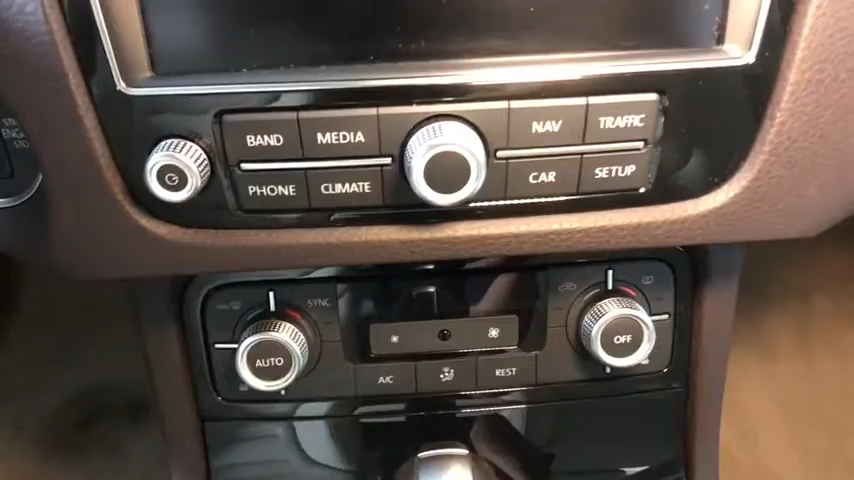 BAND MEDIA NAV TRAFFIC
PHONE CLIMATE CAR SETUP
SYNC
AUTO OFF
A/C REST